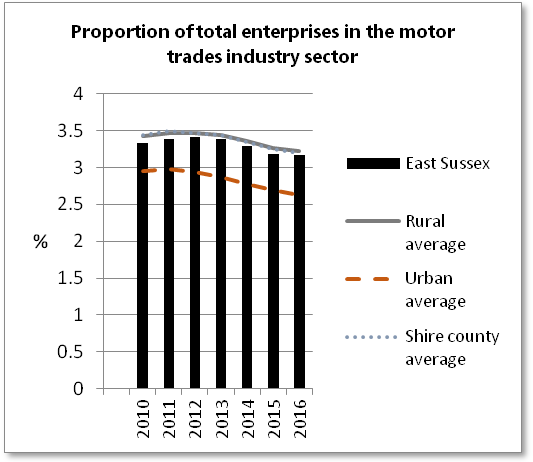 Proportion of total enterprises in the motor
trades industry sector
4
3.5
3
2.5
2
1.5
1
0.5
0
%
2010
2011
2012
2013
2014
2015
2016
East Sussex
Rural
average
Urban
average
Shire county
average